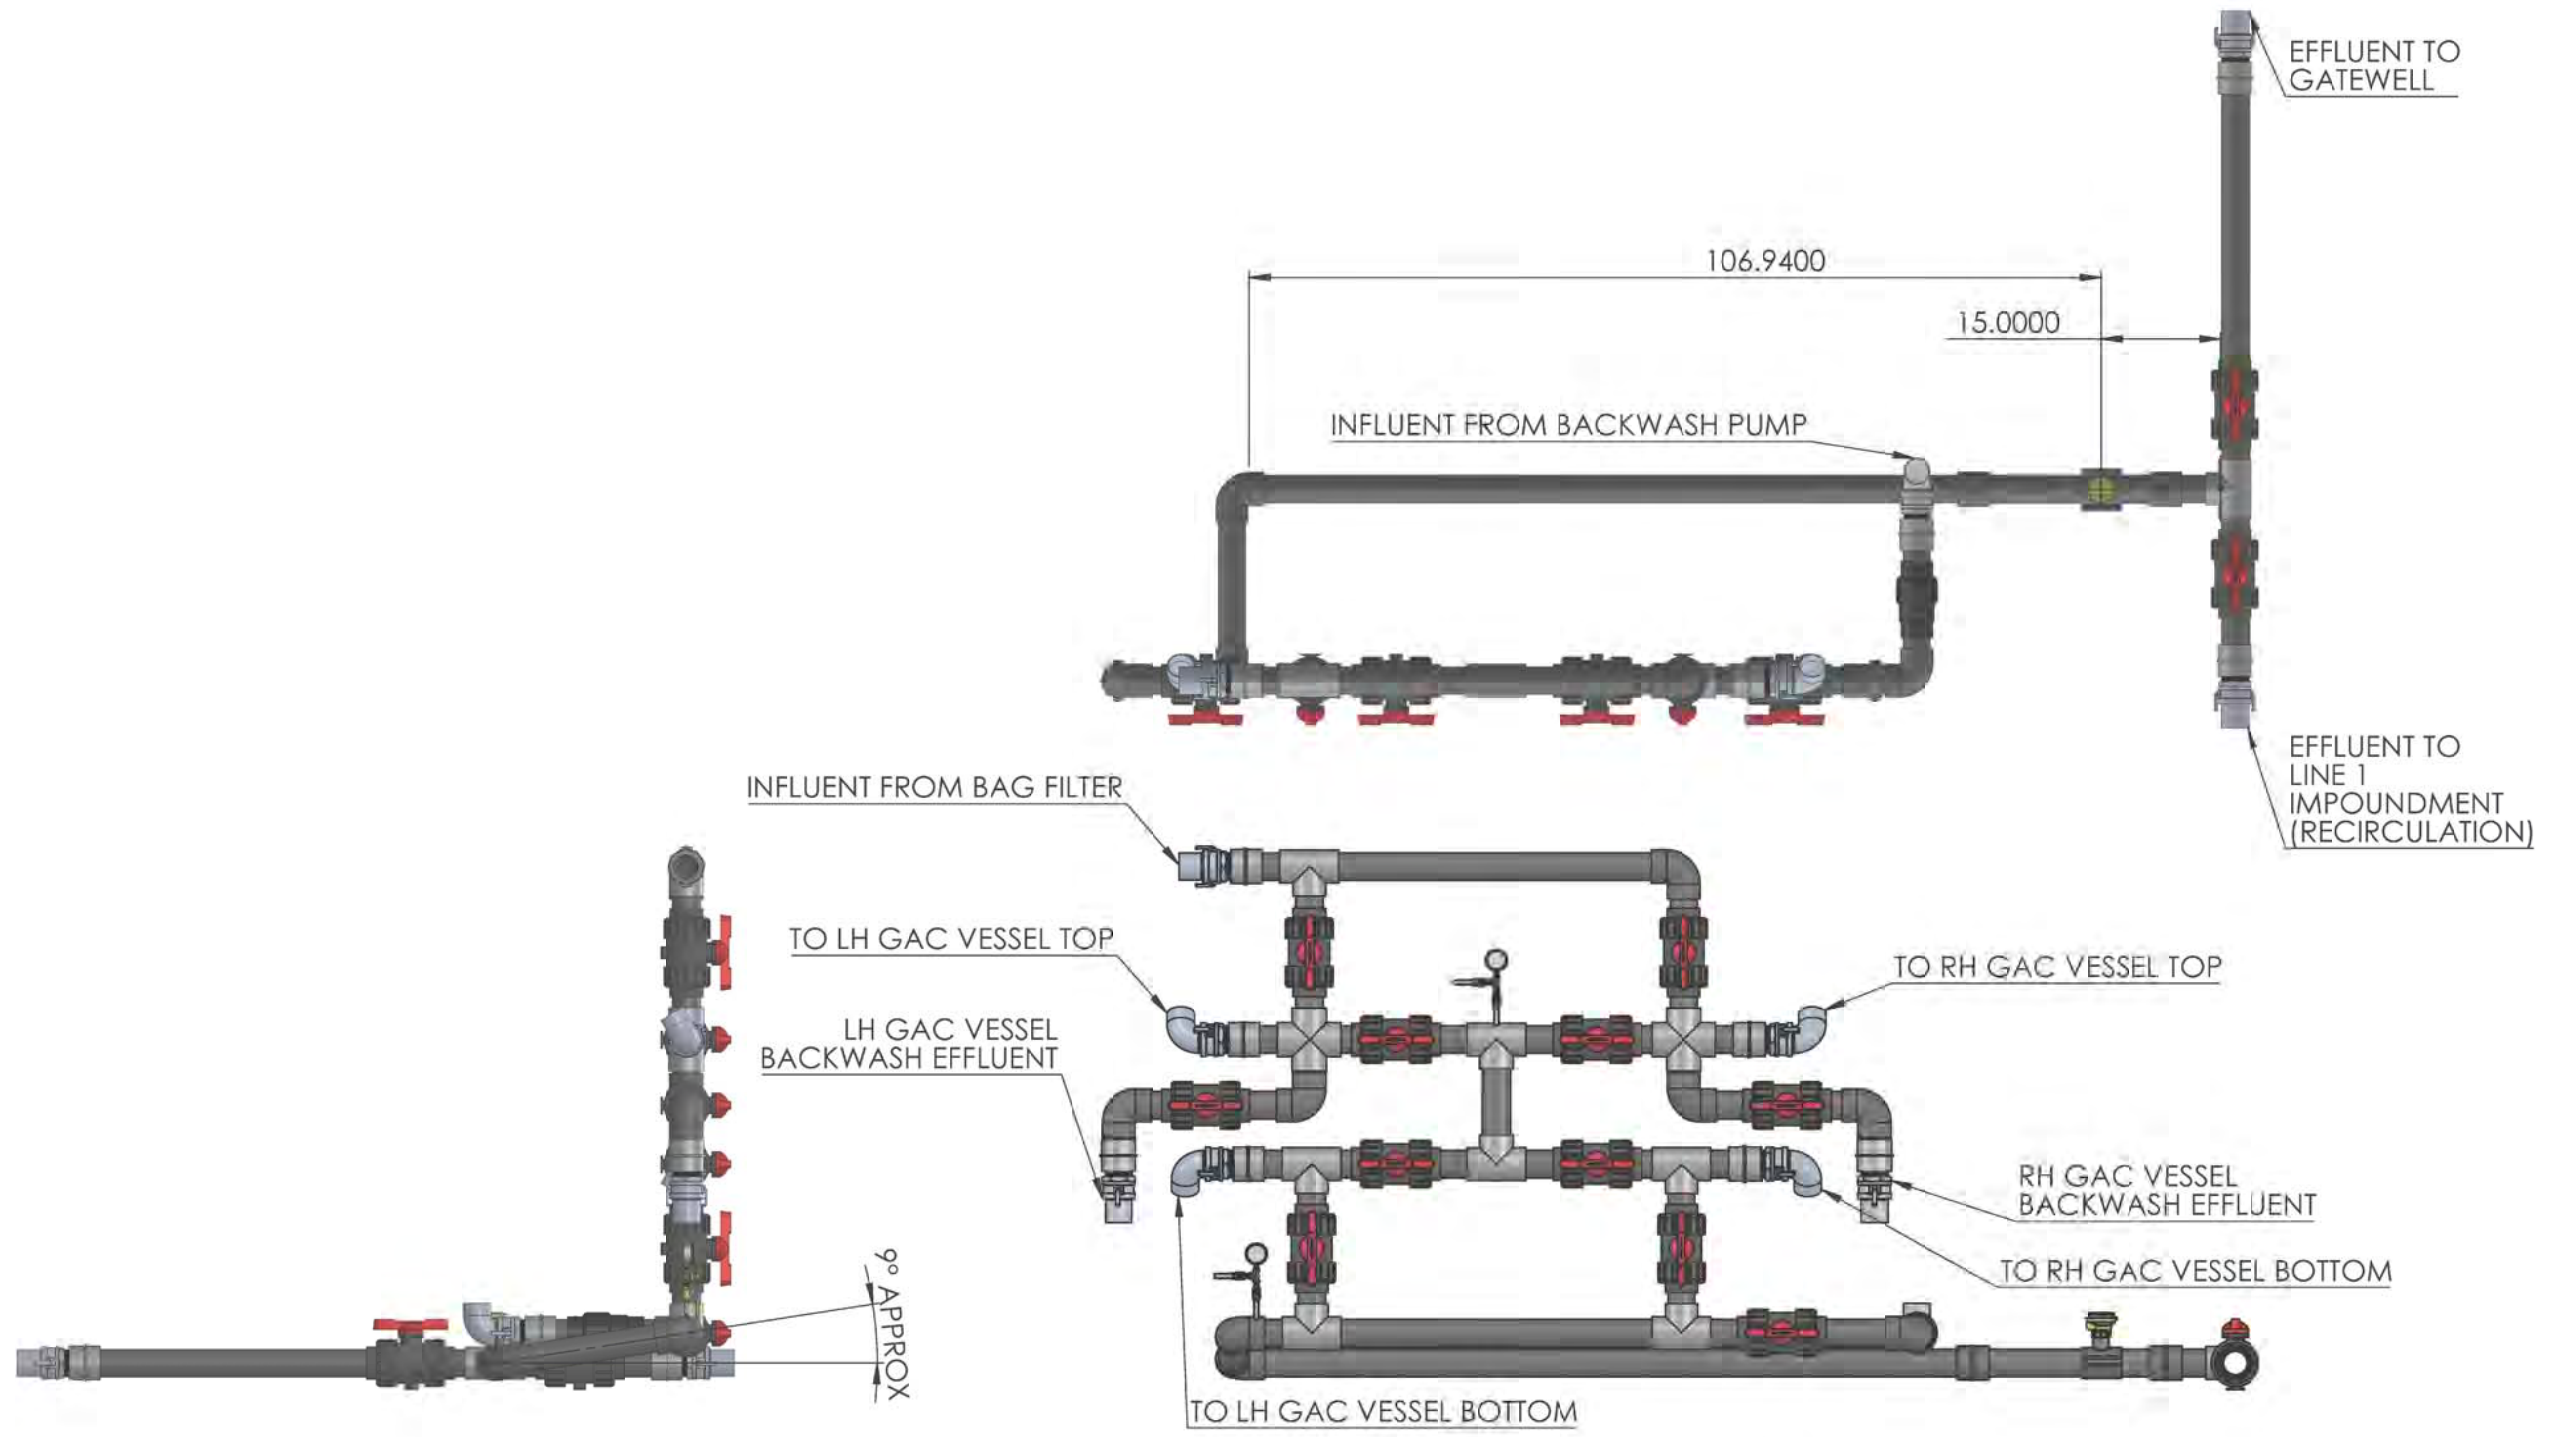 EFFLUENT TO
GATEWELL
106.9400
15.0000
INFLUENT FROM BACKWASH PUMP
EFFLUENT TO
LINE 1
IMPOUNDMENT
(RECIRCULATION)
INFLUENT FROM BAG FILTER
TO LH GAC VESSEL TOP
TO RH GAC VESSEL TOP
LH GAC VESSEL
BACKWASH EFFLUENT
RH GAC VESSEL
BACKWASH EFFLUENT
TO RH GAC VESSEL BOTTOM
9° APPROX
TO LH GAC VESSEL BOTTOM